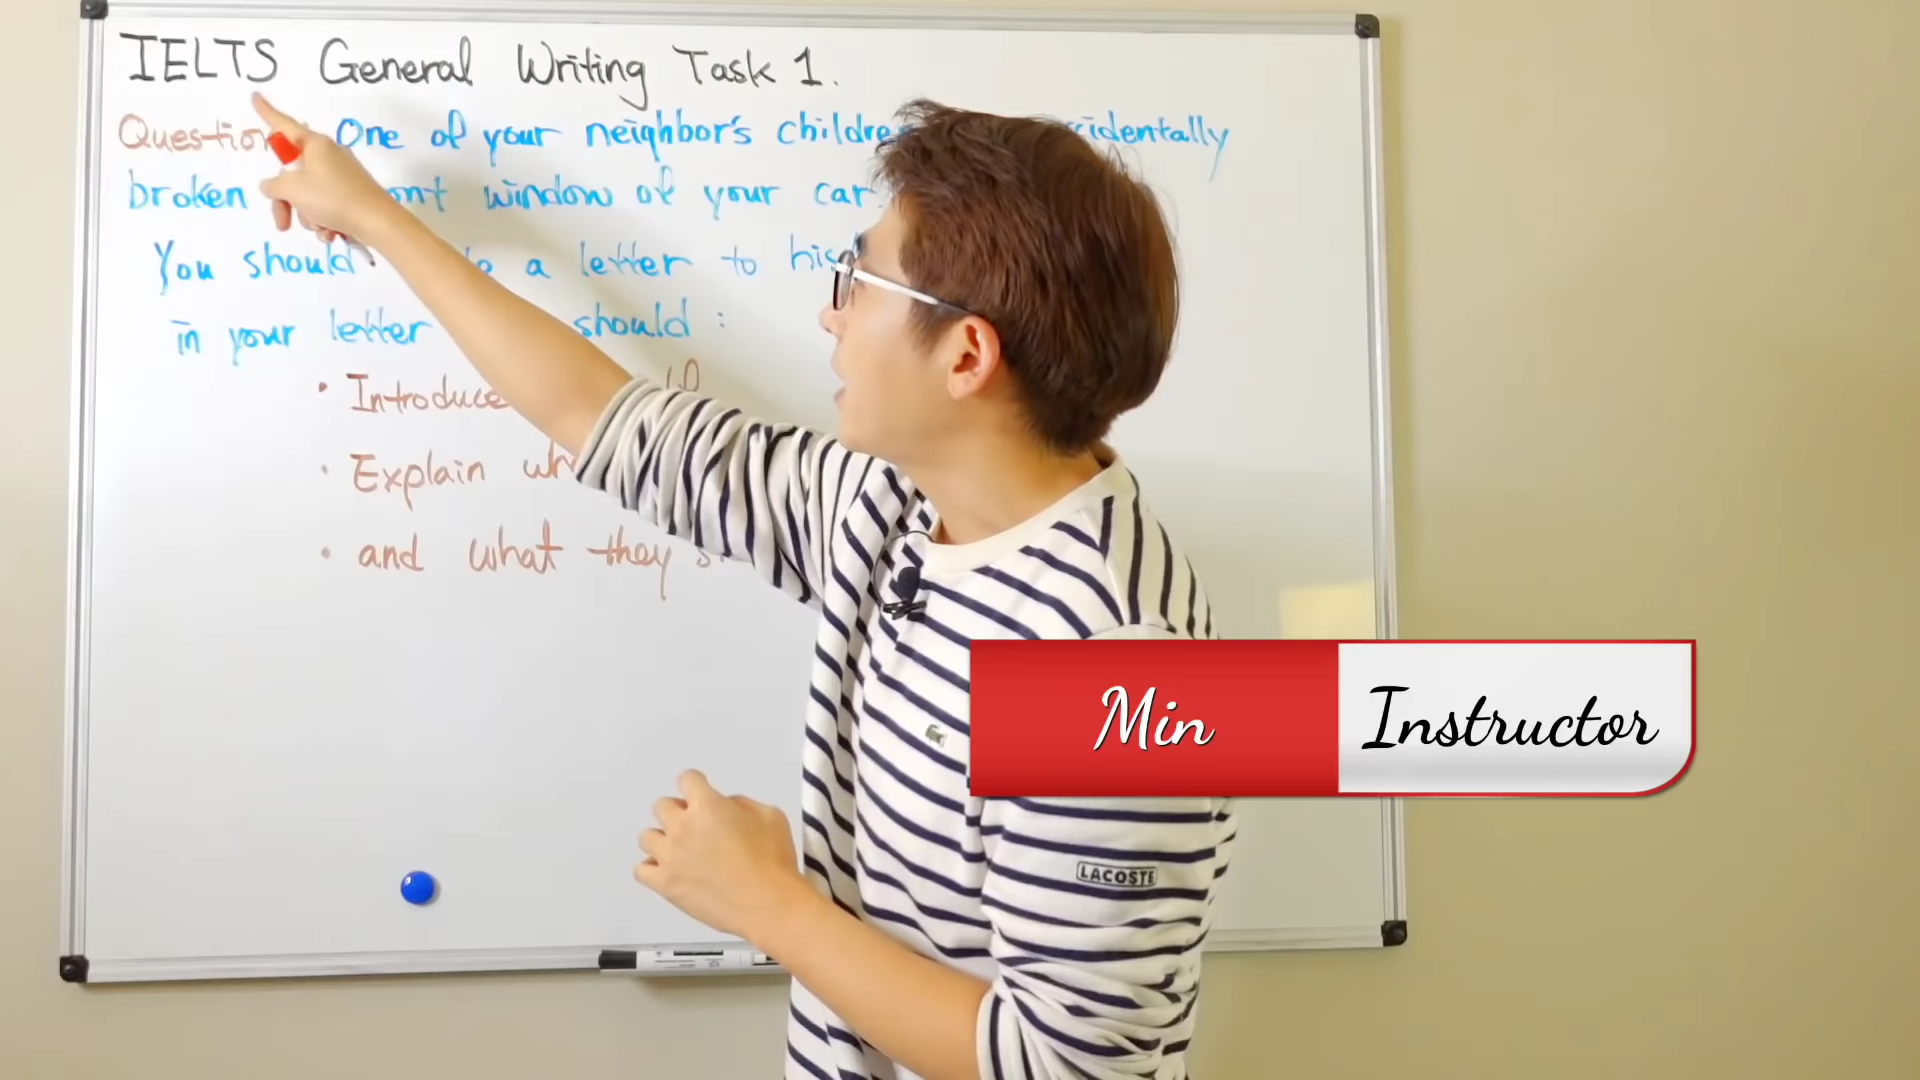 IELTS General Writing Task 1.
Question One of your neighbor's children accidentally
broken front window of your car.
You should a letter to his
in your letter should :
• Introduce
• Explain
• and what they
Min Instructor
LACOSTE